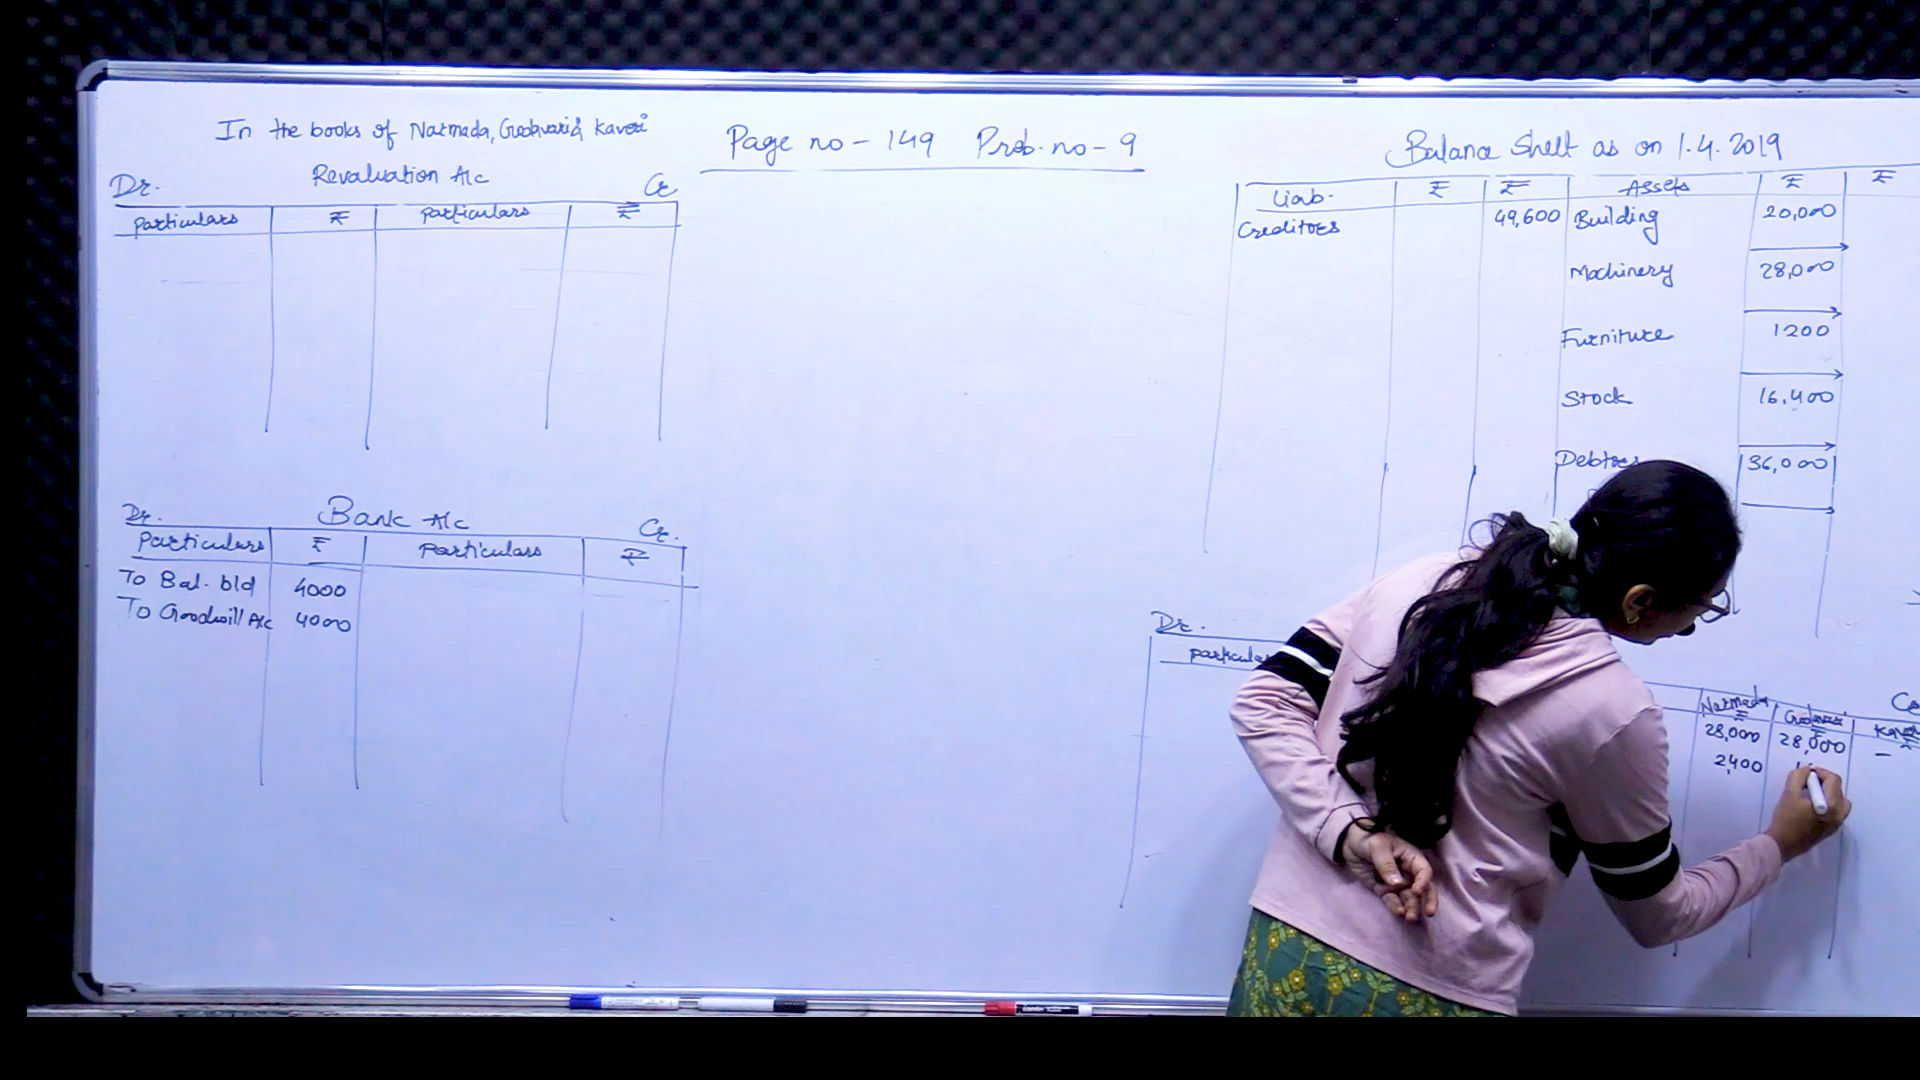 In the books of Narmada, Godavari & Kaveri
Revaluation A/c
Dr. Cr
particulars ₹ particulars ₹
Page no - 149 Prob. no - 9
Balance Sheet as on 1.4.2019
Liab. ₹ ₹ Assets ₹ ₹
Creditors 49,600 Building 20,000
Machinery 28,000
Furniture 1200
Stock 16,400
Debtors 36,000
Dr. Bank A/c Cr.
Particulars ₹ particulars ₹
To Bal. b/d 4000
To Goodwill A/c 4000
Dr.
particular
Narmada Godavari
₹ ₹
28,000 28,000 –
2,400